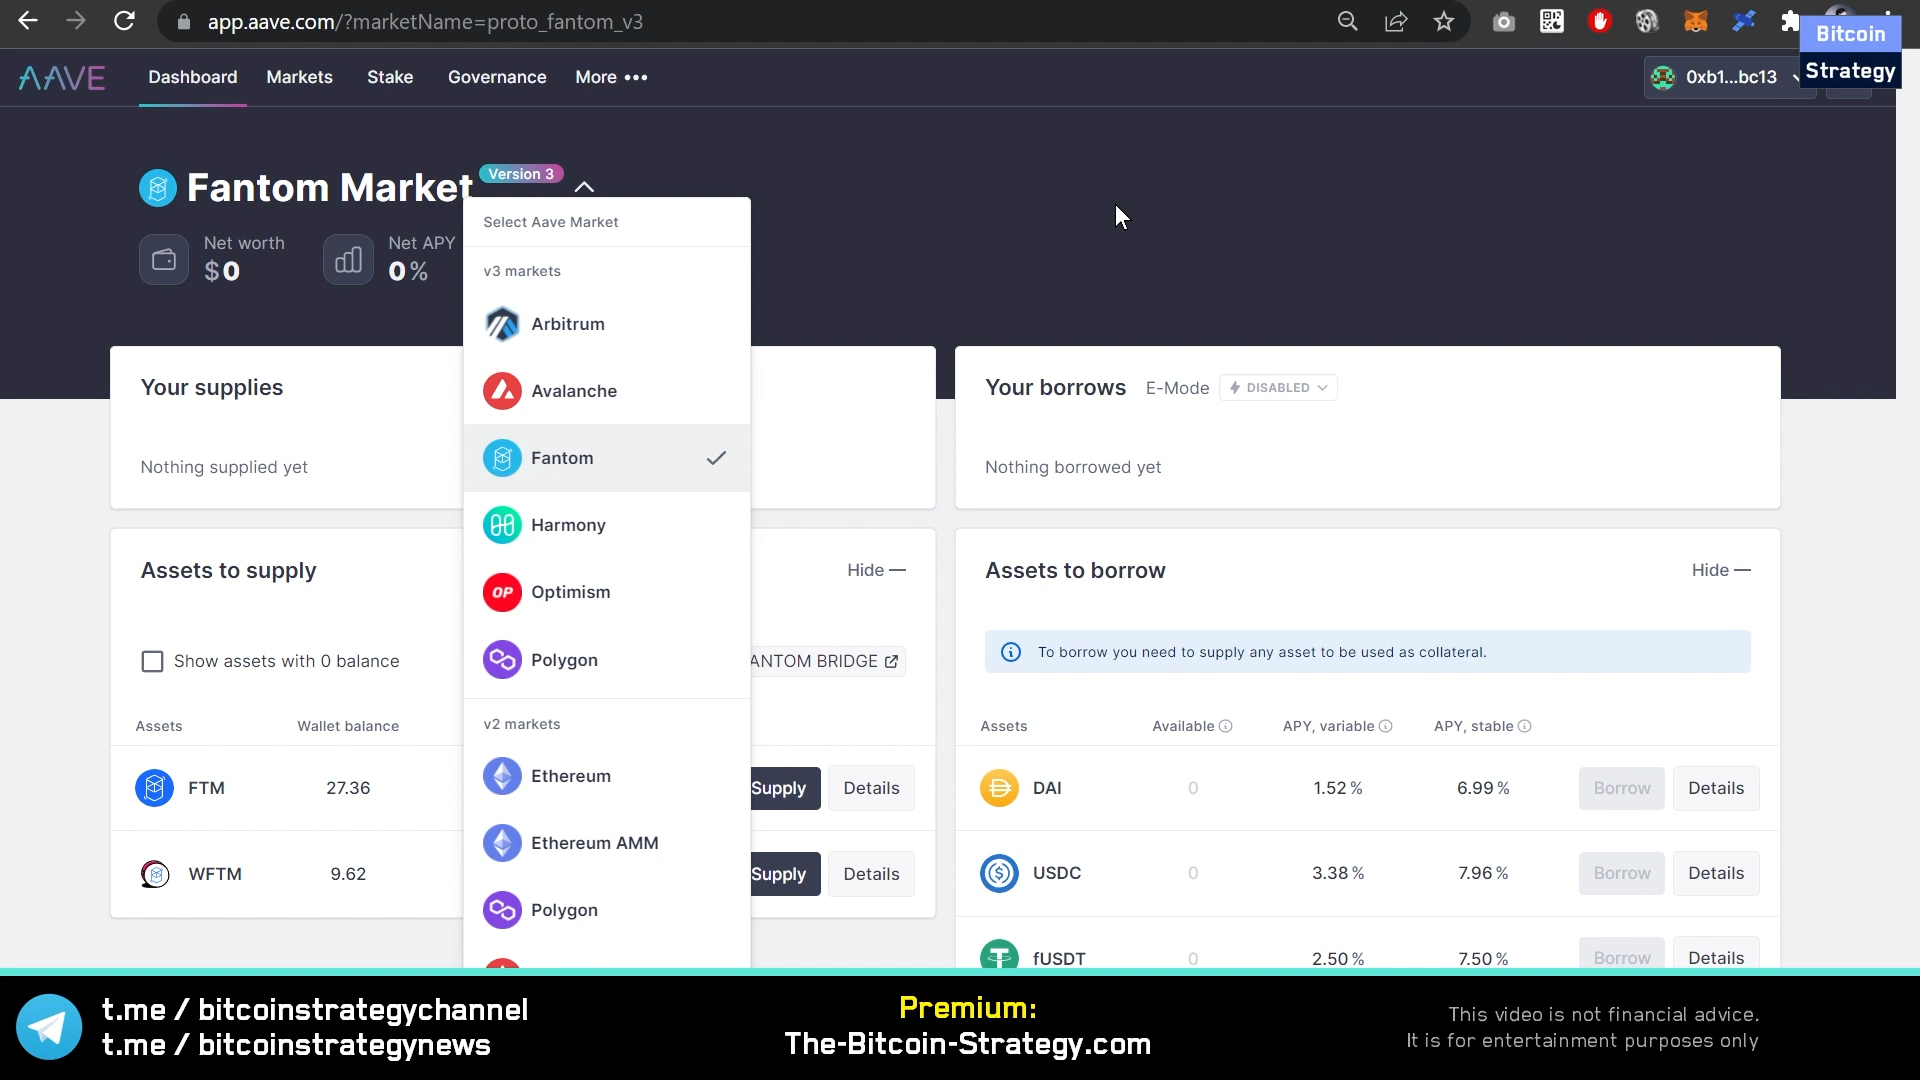 app.aave.com/?marketName=proto_fantom_v3
Bitcoin
Strategy
AAVE
Dashboard
Markets
Stake
Governance
More
0xb1...bc13
Fantom Market
Version 3
Net worth
$0
Net APY
0 %
Select Aave Market
v3 markets
Arbitrum
Avalanche
Fantom
Harmony
OP
Optimism
Polygon
v2 markets
Ethereum
Ethereum AMM
Polygon
Your supplies
Nothing supplied yet
Your borrows
E-Mode
DISABLED
Nothing borrowed yet
Assets to supply
Hide
Show assets with 0 balance
ANTOM BRIDGE
Assets
Wallet balance
FTM
27.36
Supply
Details
WFTM
9.62
Supply
Details
Assets to borrow
Hide
To borrow you need to supply any asset to be used as collateral.
Assets
Available
APY, variable
APY, stable
DAI
0
1.52 %
6.99 %
Borrow
Details
USDC
0
3.38 %
7.96 %
Borrow
Details
fUSDT
0
2.50 %
7.50 %
Borrow
Details
t.me / bitcoinstrategychannel
t.me / bitcoinstrategynews
Premium:
The-Bitcoin-Strategy.com
This video is not financial advice.
It is for entertainment purposes only